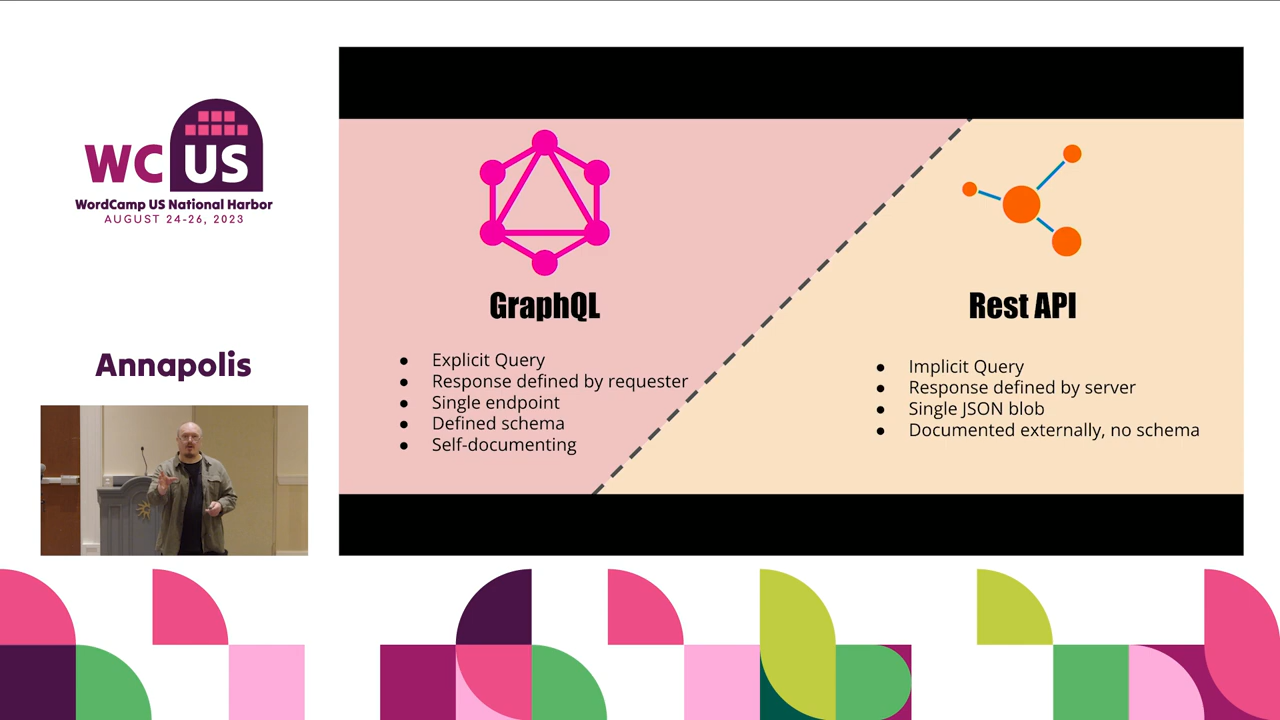 WC US
WordCamp US National Harbor
AUGUST 24-26, 2023
Annapolis
GraphQL
● Explicit Query
● Response defined by requester
● Single endpoint
● Defined schema
● Self-documenting
Rest API
● Implicit Query
● Response defined by server
● Single JSON blob
● Documented externally, no schema